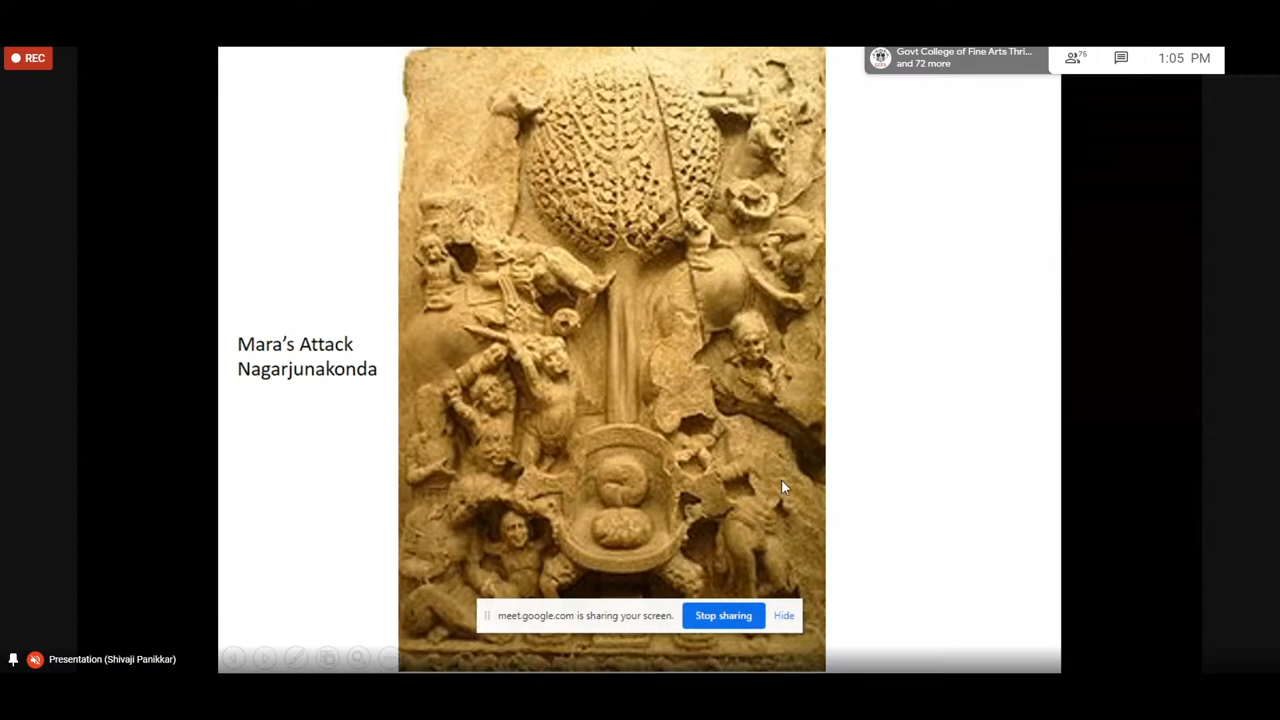 REC
Govt College of Fine Arts Thri...
and 72 more
75
1:05 PM
Mara’s Attack
Nagarjunakonda
meet.google.com is sharing your screen.
Stop sharing
Hide
Presentation (Shivaji Panikkar)